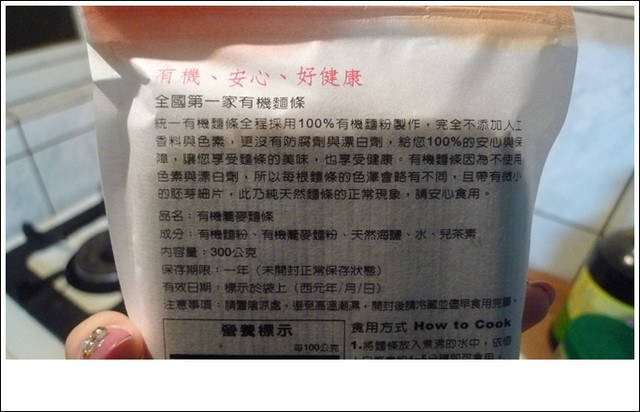 有機、安心、好健康
全國第一家有機麵條
統一有機麵條全程採用100%有機麵粉製作，完全不添加人工
香料與色素，更沒有防腐劑與漂白劑，給您100%的安心與保
障，讓您享受麵條的美味，也享受健康。有機麵條因為不使用
色素與漂白劑，所以每根麵條的色澤會略有不同，且帶有微小
的胚芽細片，此乃純天然麵條的正常現象，請安心食用。
品名：有機蕎麥麵條
成分：有機麵粉、有機蕎麥麵粉、天然海鹽、水、兒茶素
內容量：300公克
保存期限：一年（未開封正常保存狀態）
有效日期：標示於袋上（西元年/月/日）
注意事項：請置陰涼處，避免高溫潮濕，開封後請冷藏並儘早食用完畢。
營養標示
每100公克
食用方式 How to Cook
1.將麵條放入煮沸的水中，依個